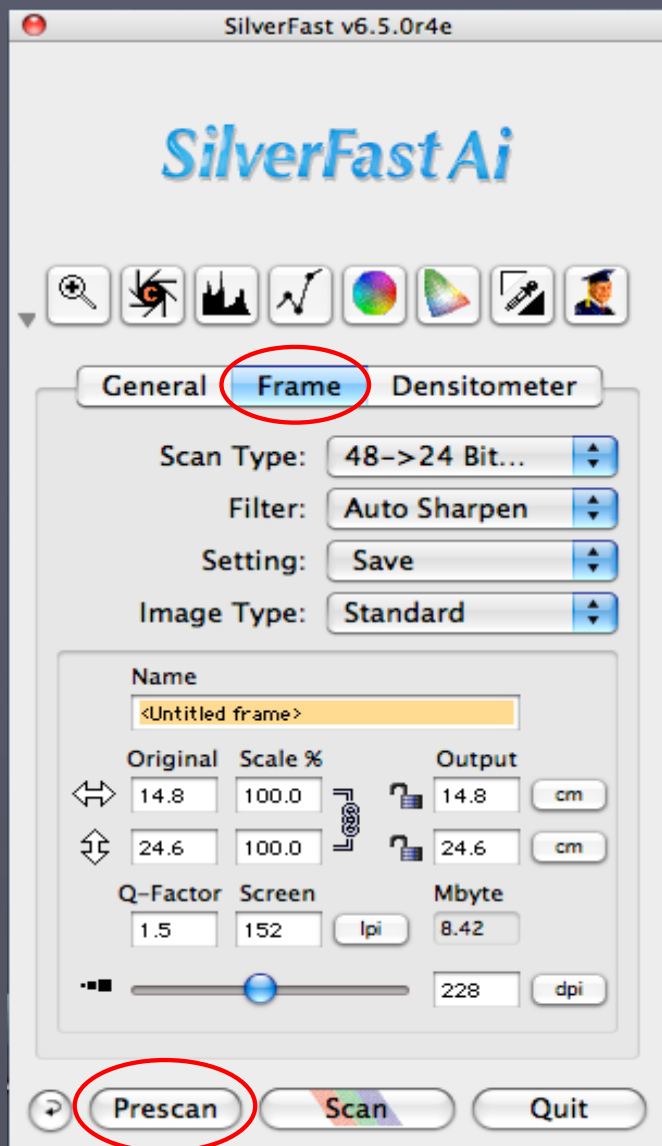 SilverFast v6.5.0r4e
SilverFast Ai
C
General Frame Densitometer
Scan Type: 48->24 Bit...
Filter: Auto Sharpen
Setting: Save
Image Type: Standard
Name
<Untitled frame>
Original Scale % Output
14.8 100.0 14.8 cm
24.6 100.0 24.6 cm
Q-Factor Screen Mbyte
1.5 152 lpi 8.42
228 dpi
Prescan Scan Quit